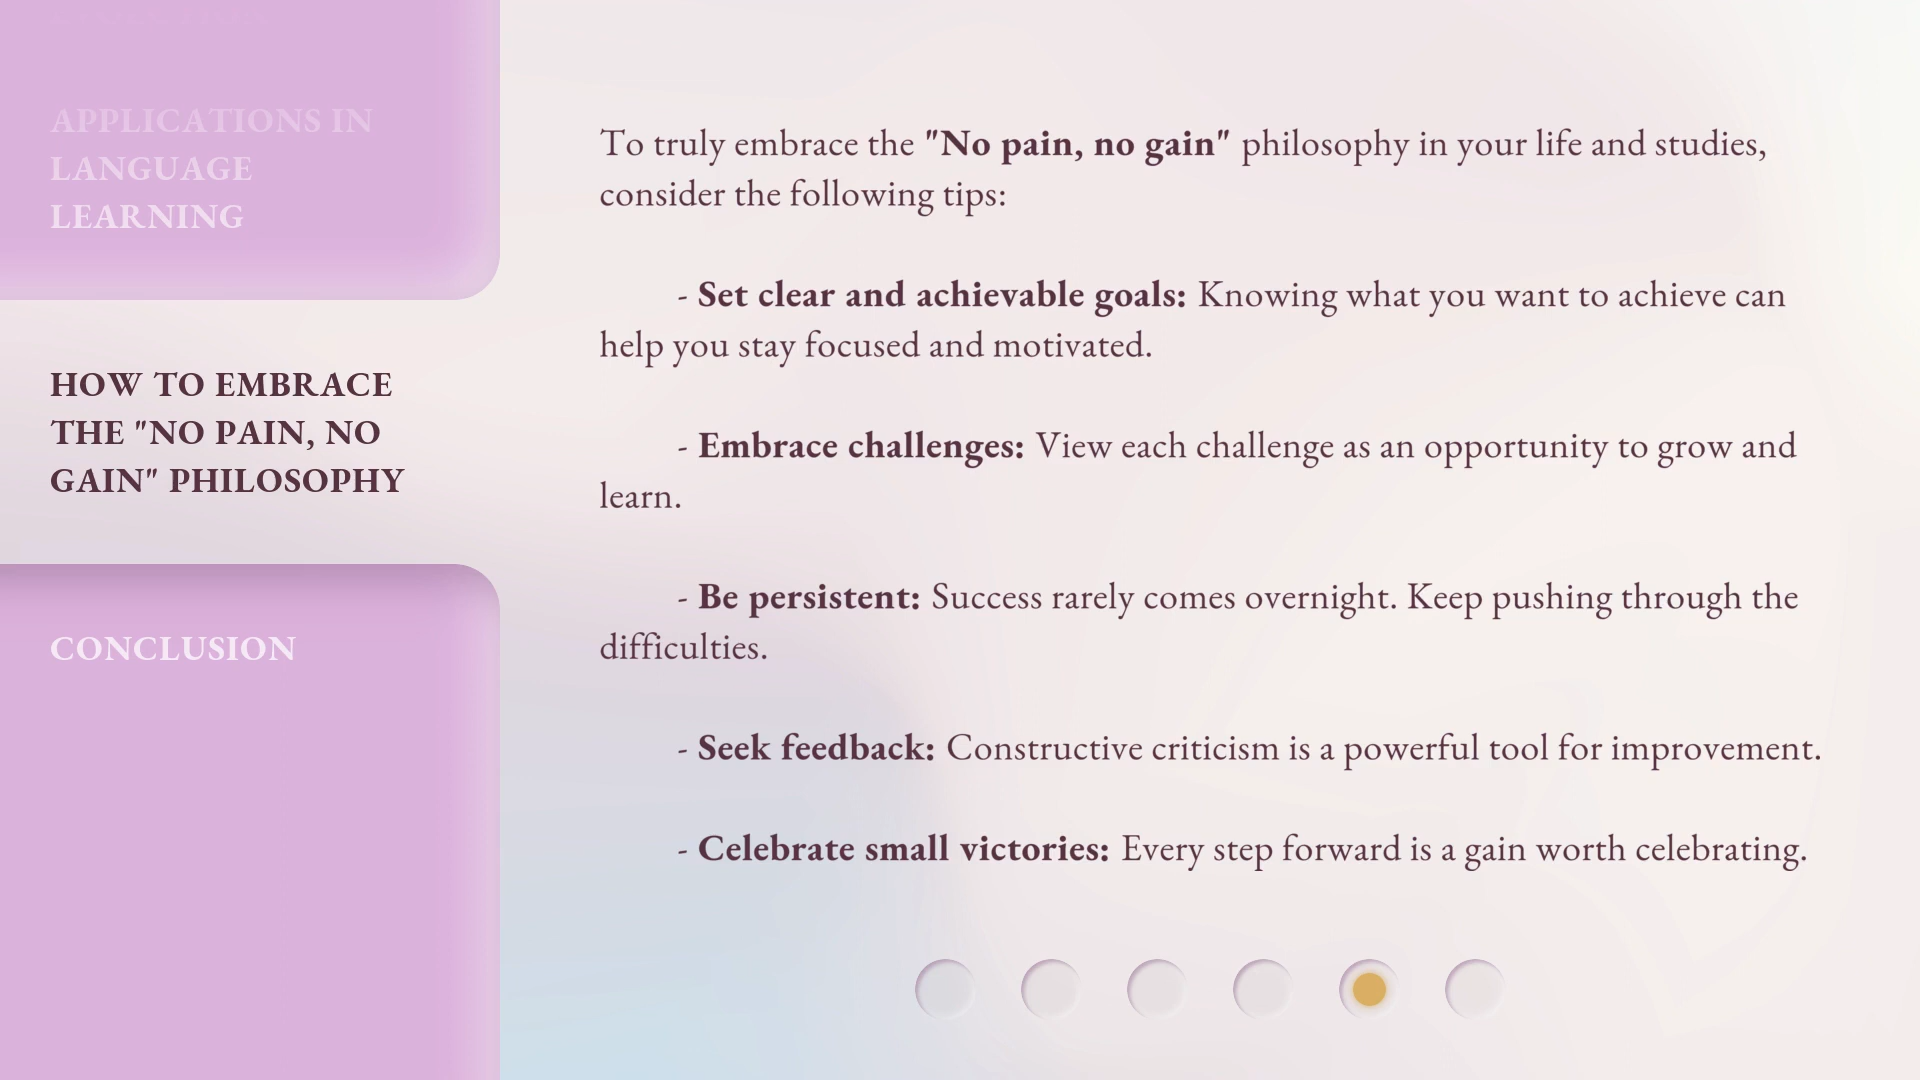 APPLICATIONS IN
LANGUAGE
LEARNING
HOW TO EMBRACE
THE "NO PAIN, NO
GAIN" PHILOSOPHY
CONCLUSION
To truly embrace the "No pain, no gain" philosophy in your life and studies,
consider the following tips:
- Set clear and achievable goals: Knowing what you want to achieve can
help you stay focused and motivated.
- Embrace challenges: View each challenge as an opportunity to grow and
learn.
- Be persistent: Success rarely comes overnight. Keep pushing through the
difficulties.
- Seek feedback: Constructive criticism is a powerful tool for improvement.
- Celebrate small victories: Every step forward is a gain worth celebrating.